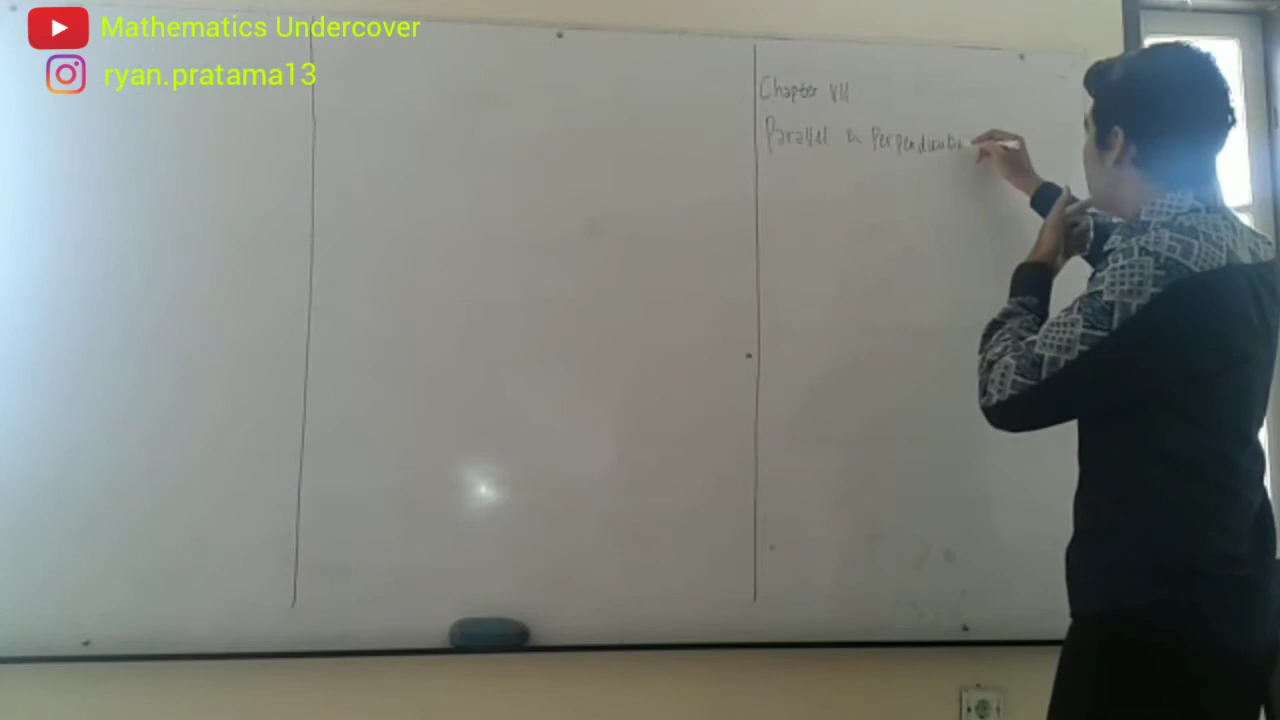 Mathematics Undercover
ryan.pratama13
Chapter VII
Parallel & Perpendicular